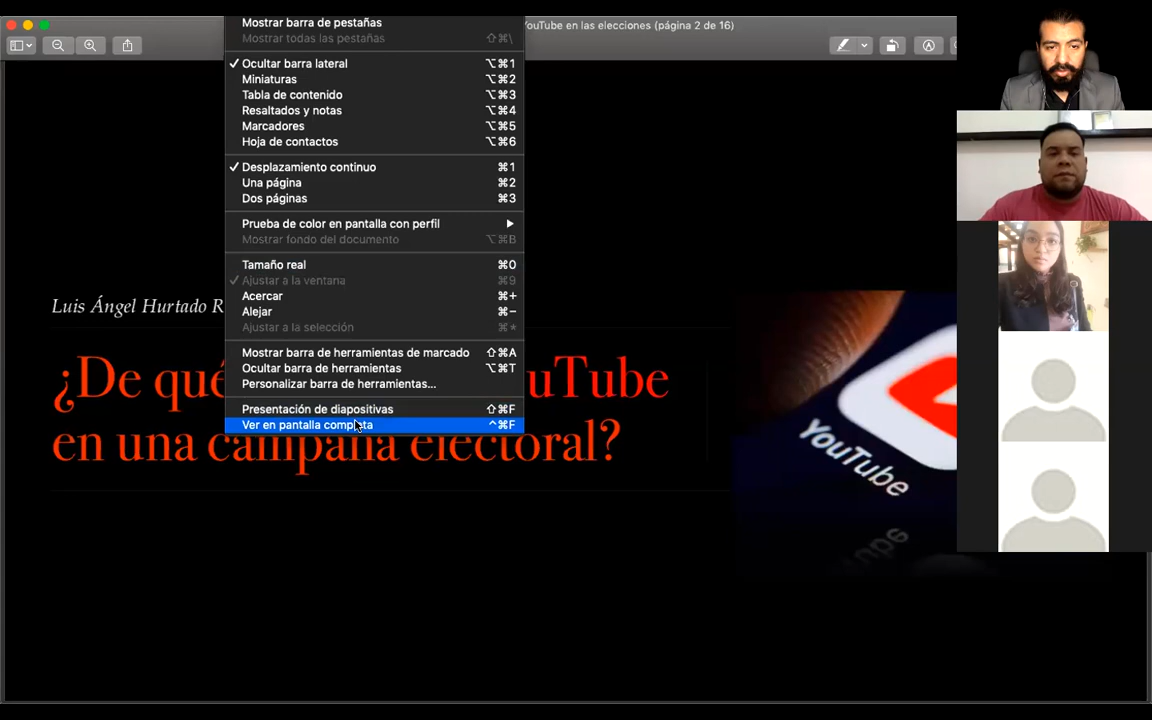 YouTube en las elecciones (página 2 de 16)
Mostrar barra de pestañas
Mostrar todas las pestañas ⇧⌘\
✓ Ocultar barra lateral ⌥⌘1
Miniaturas ⌥⌘2
Tabla de contenido ⌥⌘3
Resaltados y notas ⌥⌘4
Marcadores ⌥⌘5
Hoja de contactos ⌥⌘6
✓ Desplazamiento continuo ⌘1
Una página ⌘2
Dos páginas ⌘3
Prueba de color en pantalla con perfil ▶
Mostrar fondo del documento ⌥⌘B
Tamaño real ⌘0
✓ Ajustar a la ventana ⌘9
Acercar ⌘+
Alejar ⌘−
Ajustar a la selección ⌘*
Mostrar barra de herramientas de marcado ⇧⌘A
Ocultar barra de herramientas ⌥⌘T
Personalizar barra de herramientas...
Presentación de diapositivas ⇧⌘F
Ver en pantalla completa ^⌘F
Luis Ángel Hurtado R
¿De qué uTube
en una campaña electoral?
YouTube